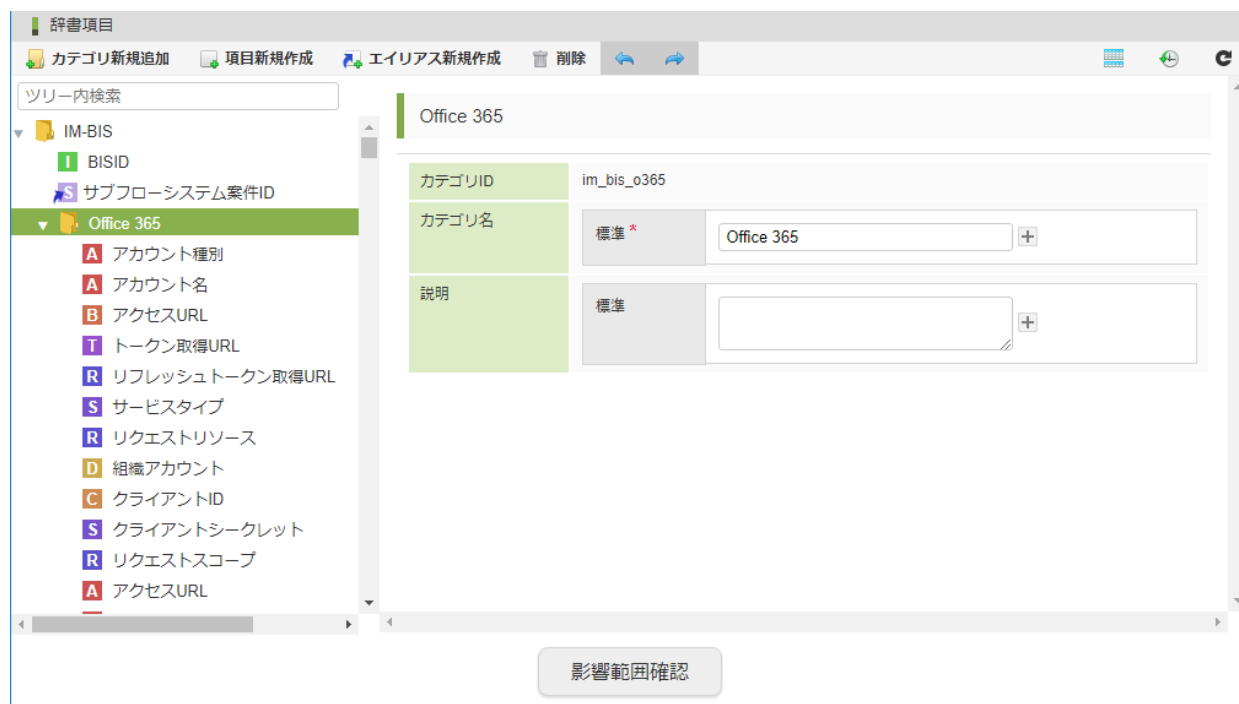 辞書項目
カテゴリ新規追加 項目新規作成 エイリアス新規作成 削除
ツリー内検索
IM-BIS
I BISID
S サブフローシステム案件ID
Office 365
A アカウント種別
A アカウント名
B アクセスURL
T トークン取得URL
R リフレッシュトークン取得URL
S サービスタイプ
R リクエストリソース
D 組織アカウント
C クライアントID
S クライアントシークレット
R リクエストスコープ
A アクセスURL
Office 365
カテゴリID im_bis_o365
カテゴリ名 標準 * Office 365
説明 標準
影響範囲確認